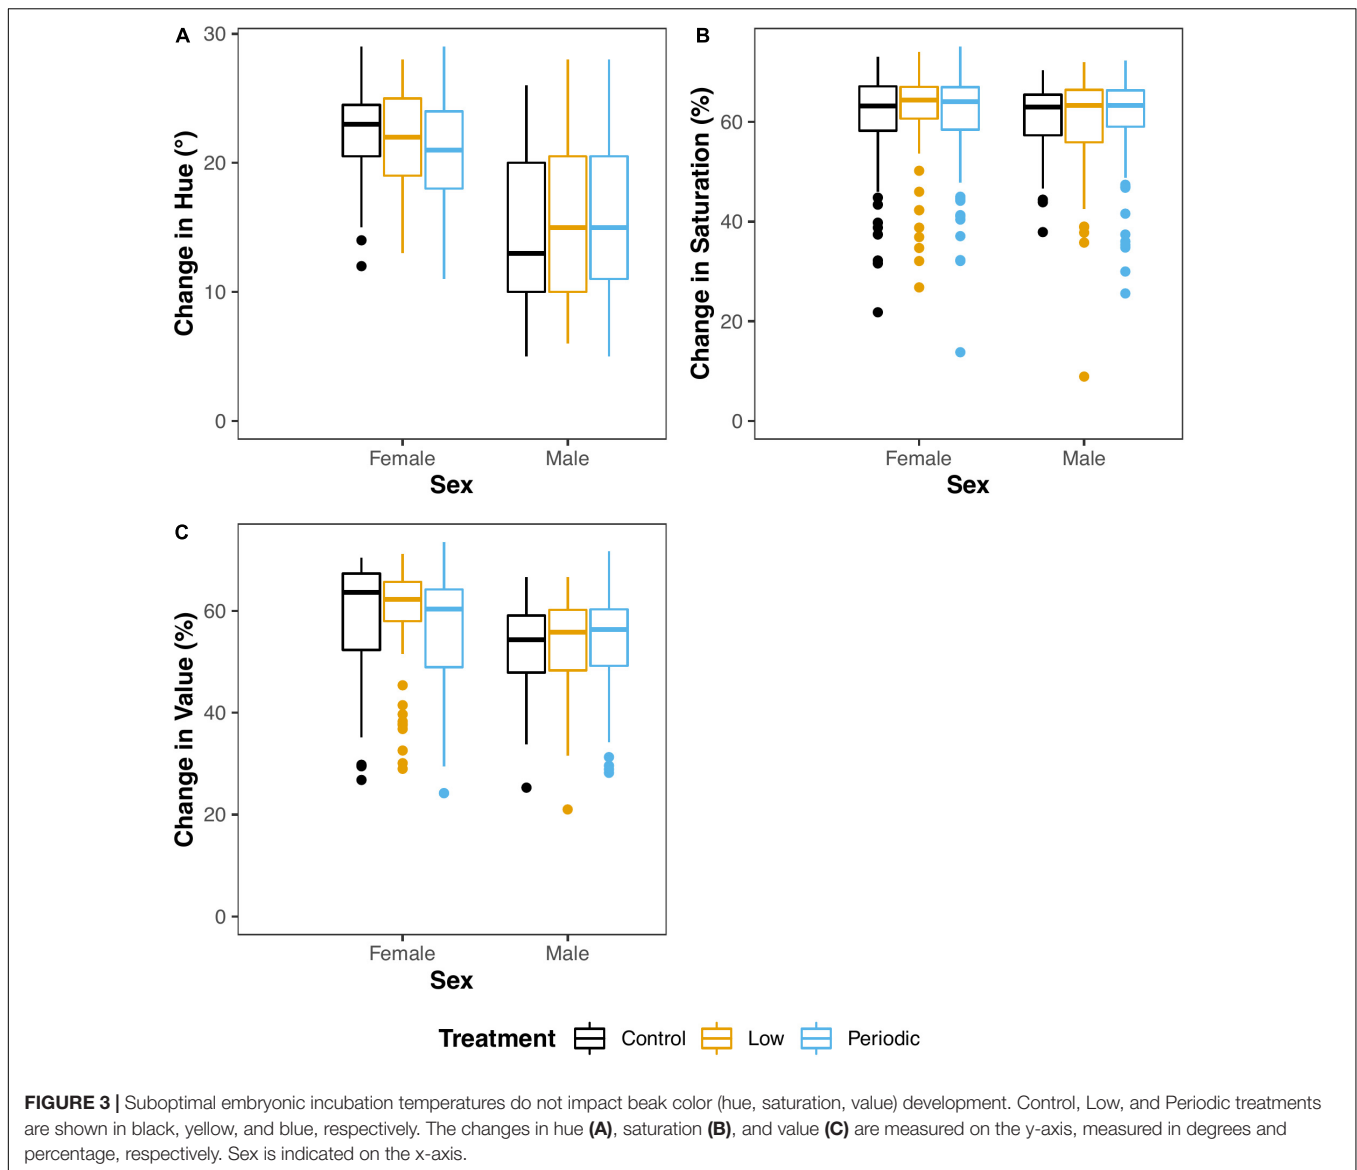 A
B
30
20
10
0
Change in Hue (°)
Female Male
Sex
60
40
20
0
Change in Saturation (%)
Female Male
Sex
C
60
40
20
0
Change in Value (%)
Female Male
Sex
Treatment Control Low Periodic
FIGURE 3 | Suboptimal embryonic incubation temperatures do not impact beak color (hue, saturation, value) development. Control, Low, and Periodic treatments
are shown in black, yellow, and blue, respectively. The changes in hue (A), saturation (B), and value (C) are measured on the y-axis, measured in degrees and
percentage, respectively. Sex is indicated on the x-axis.